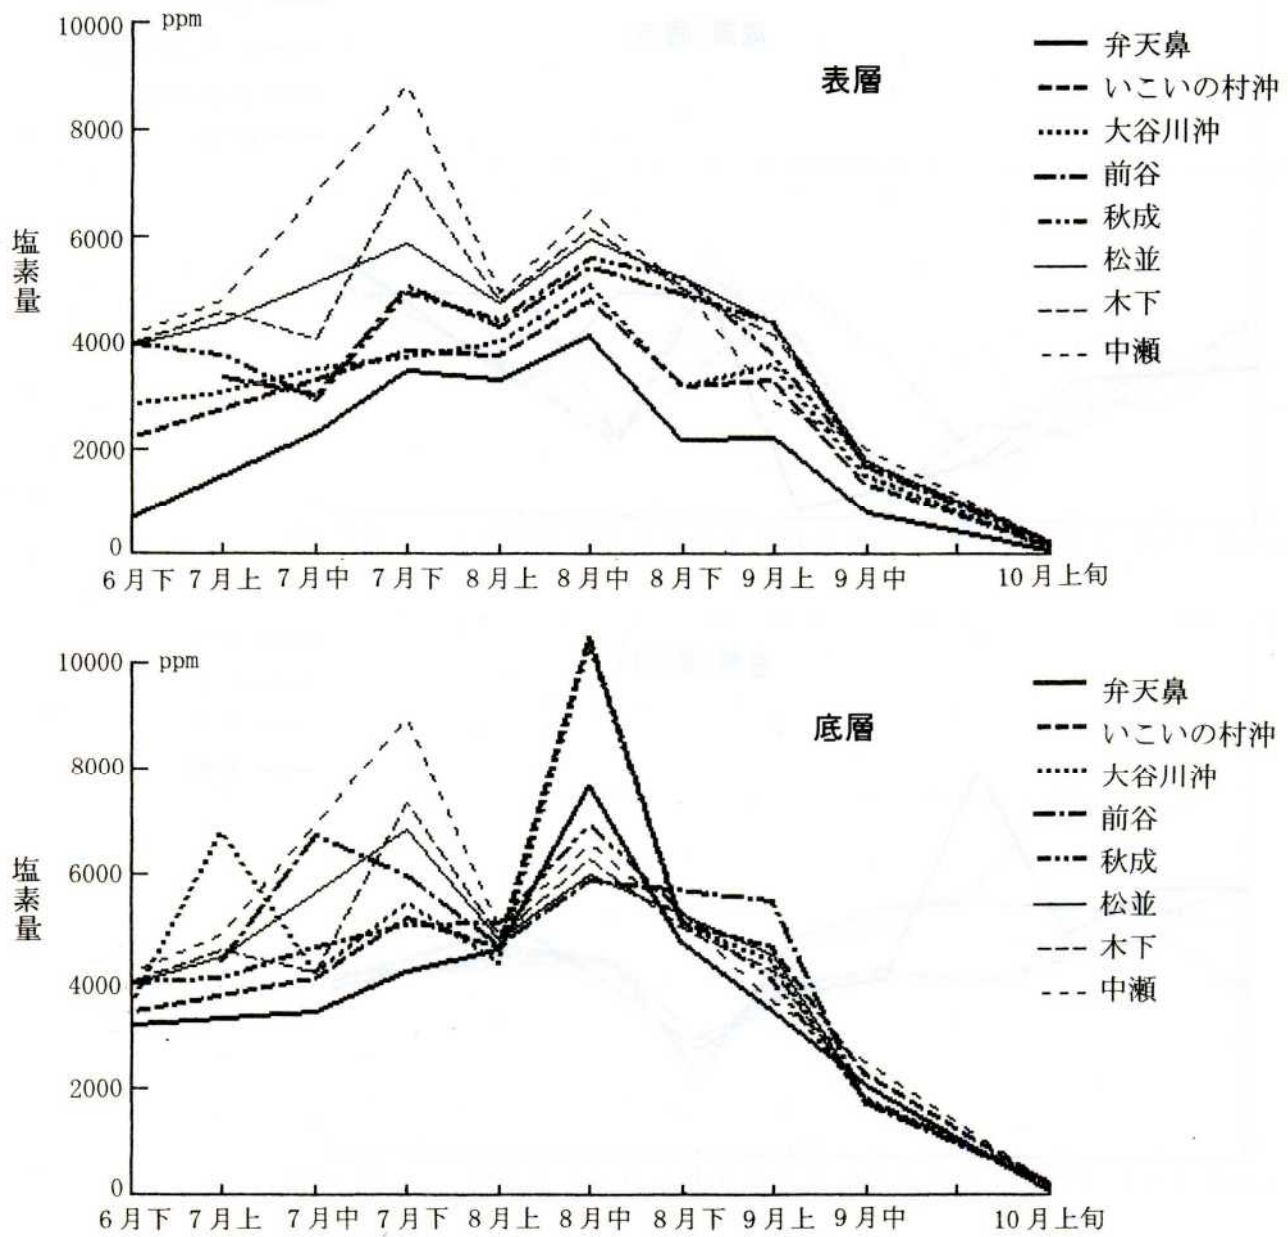 10000 ppm
8000
6000
4000
2000
0
塩素量
表層
弁天鼻
いこいの村沖
大谷川沖
前谷
秋成
松並
木下
中瀬
6月下 7月上 7月中 7月下 8月上 8月中 8月下 9月上 9月中 10月上旬
10000 ppm
8000
6000
4000
2000
0
塩素量
底層
弁天鼻
いこいの村沖
大谷川沖
前谷
秋成
松並
木下
中瀬
6月下 7月上 7月中 7月下 8月上 8月中 8月下 9月上 9月中 10月上旬